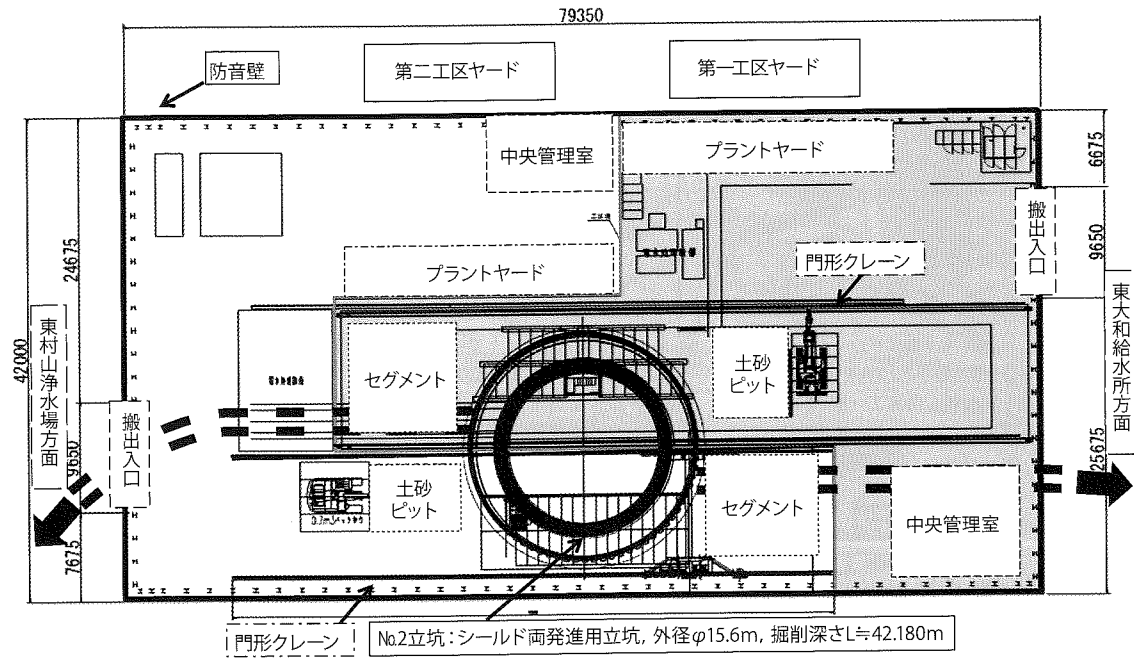 79350
防音壁
第二工区ヤード
第一工区ヤード
中央管理室
プラントヤード
6675
搬出入口
9650
24675
プラントヤード
門形クレーン
東大和給水所方面
42000
東村山浄水場方面
セグメント
土砂
ピット
搬出入口
9650
25675
土砂
ピット
セグメント
中央管理室
7675
門形クレーン
No.2立坑：シールド両発進用立坑, 外径φ15.6m, 掘削深さL≒42.180m